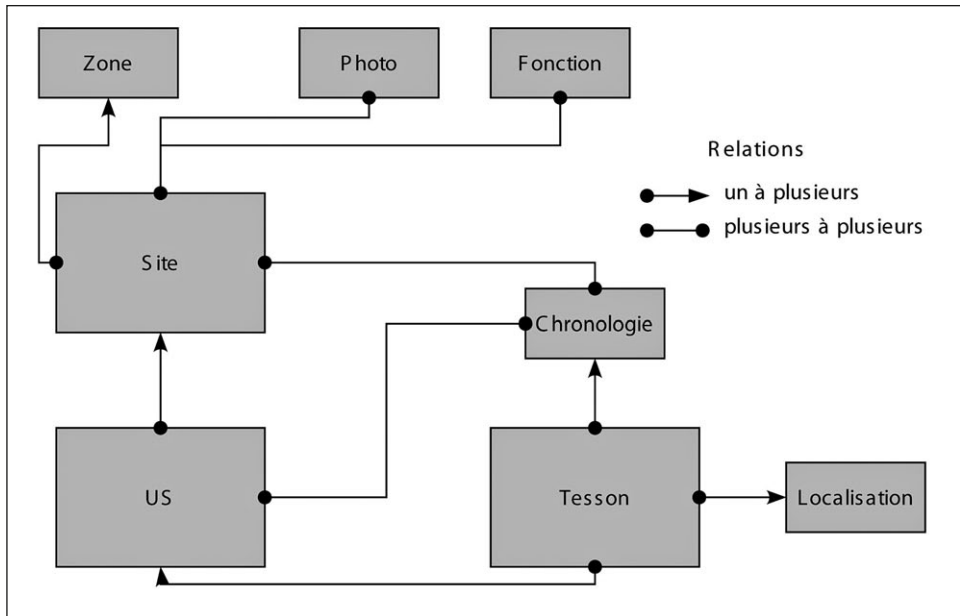 Zone
Photo
Fonction
Relations
un à plusieurs
plusieurs à plusieurs
Site
Chronologie
US
Tesson
Localisation